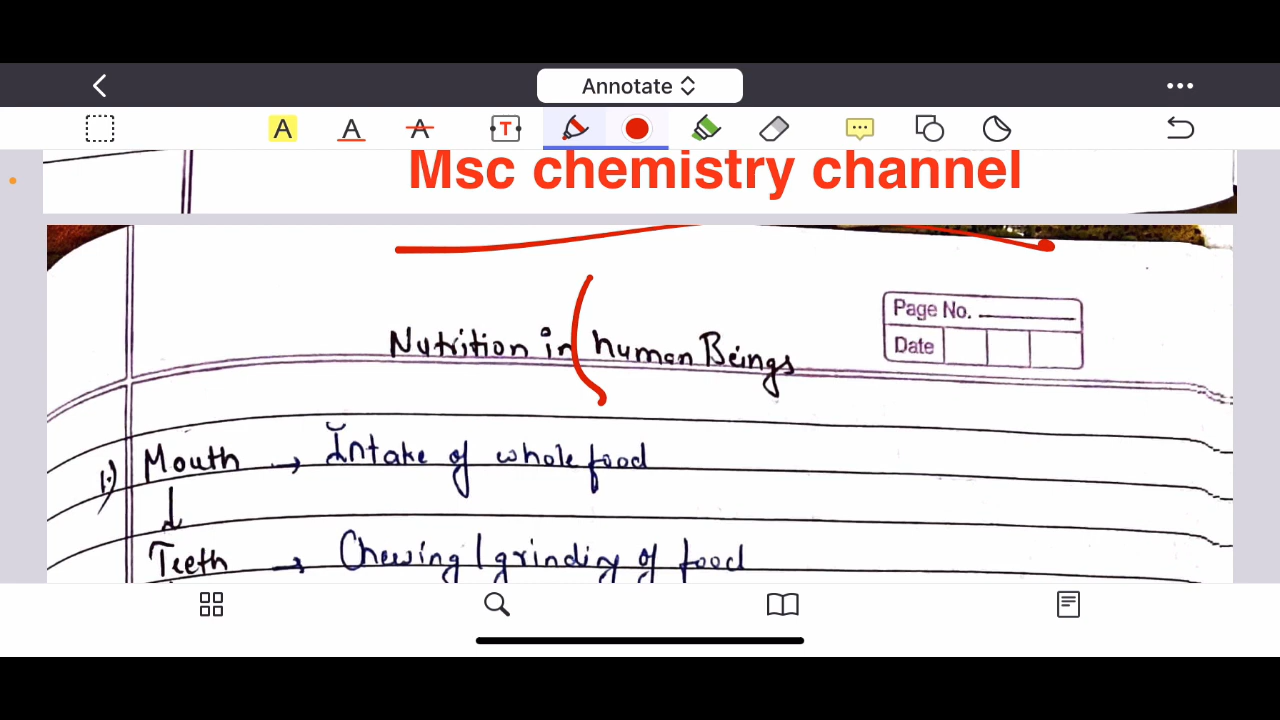 Annotate
A A A T
Msc chemistry channel
Page No.
Date
Nutrition in human Beings
1.) Mouth → Intake of whole food
↓
Teeth → Chewing / grinding of food